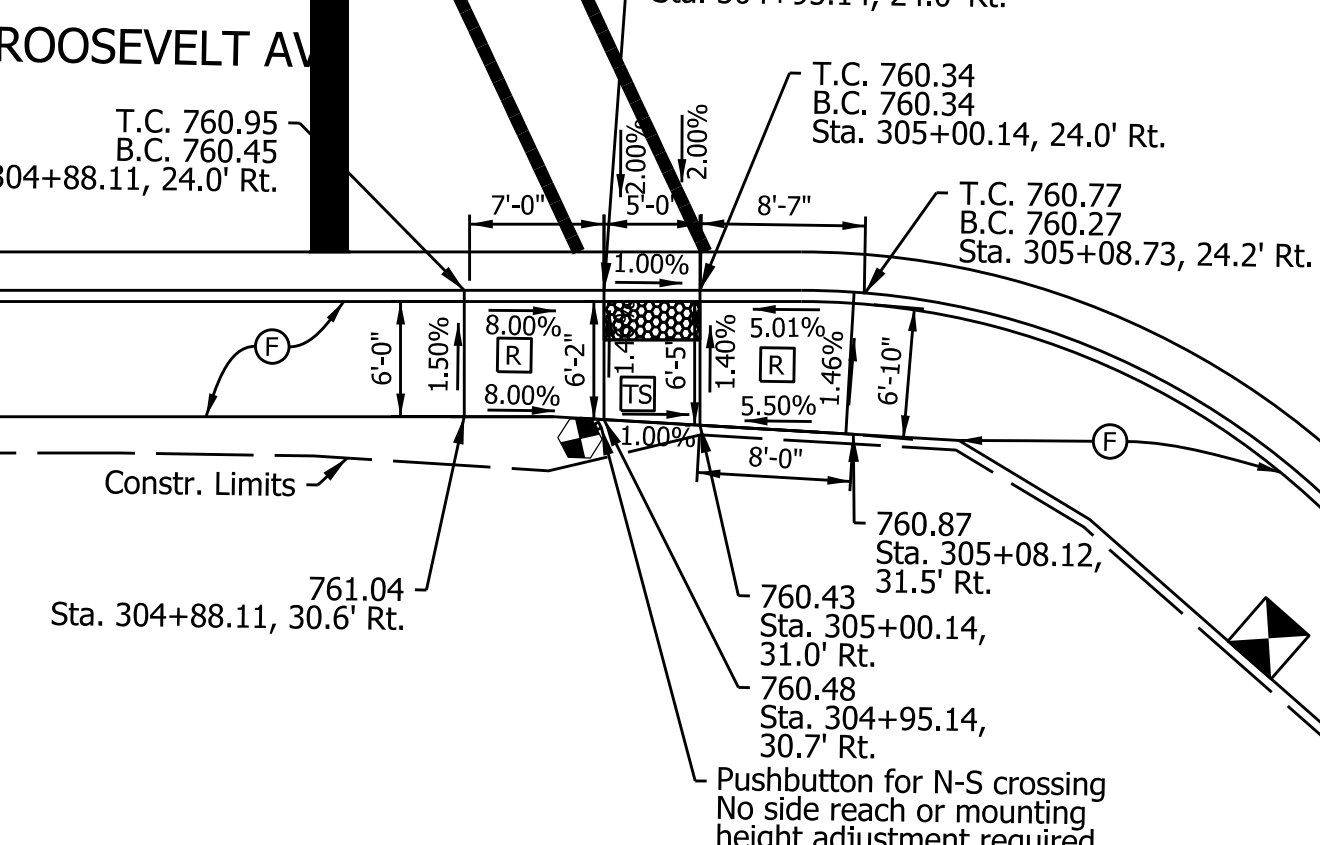 ROOSEVELT AV
T.C. 760.95
B.C. 760.45
304+88.11, 24.0' Rt.
T.C. 760.34
B.C. 760.34
Sta. 305+00.14, 24.0' Rt.
T.C. 760.77
B.C. 760.27
Sta. 305+08.73, 24.2' Rt.
2.00%
2.00%
7'-0"
5'-0"
8'-7"
1.00%
8.00%
5.01%
F
6'-0"
1.50%
R
6'-2"
6'-5"
1.40%
R
1.46%
6'-10"
8.00%
TS
5.50%
1.00%
F
8'-0"
Constr. Limits
761.04
Sta. 304+88.11, 30.6' Rt.
760.87
Sta. 305+08.12,
31.5' Rt.
760.43
Sta. 305+00.14,
31.0' Rt.
760.48
Sta. 304+95.14,
30.7' Rt.
Pushbutton for N-S crossing
No side reach or mounting
height adjustment required